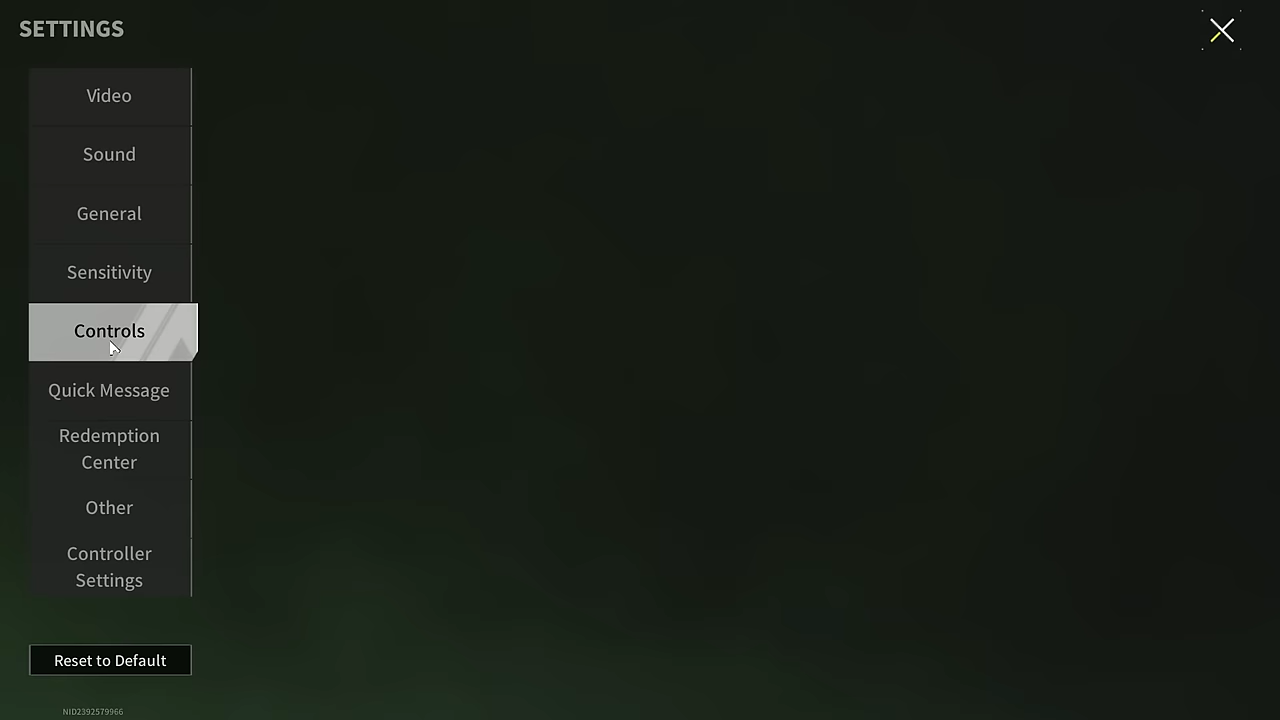 SETTINGS
Video
Sound
General
Sensitivity
Controls
Quick Message
Redemption
Center
Other
Controller
Settings
Reset to Default
NID2392579966